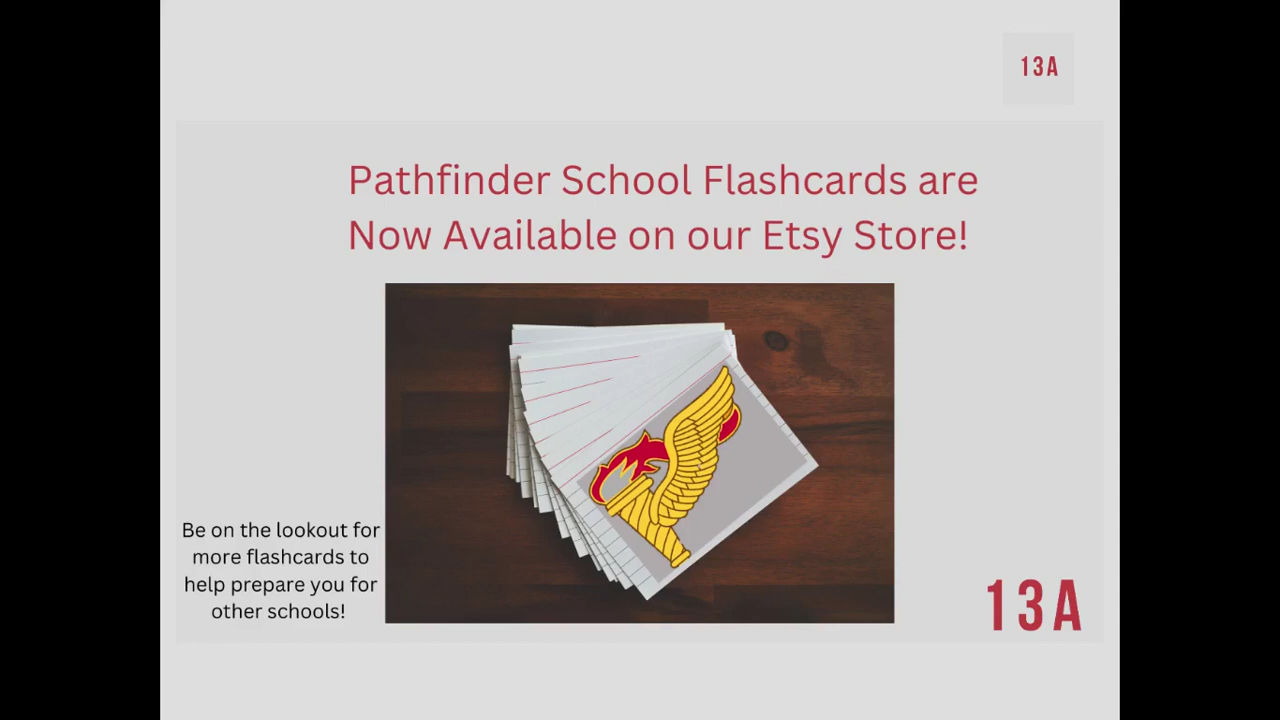 13A
Pathfinder School Flashcards are
Now Available on our Etsy Store!
Be on the lookout for
more flashcards to
help prepare you for
other schools!
13A